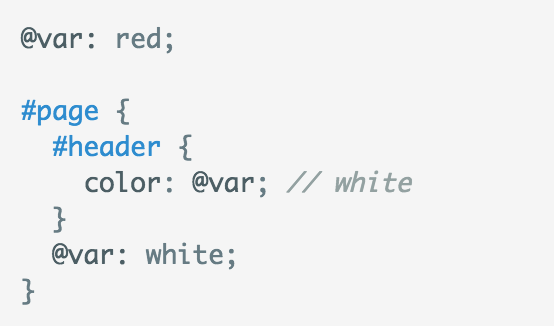 @var: red;
#page {
#header {
color: @var; // white
}
@var: white;
}